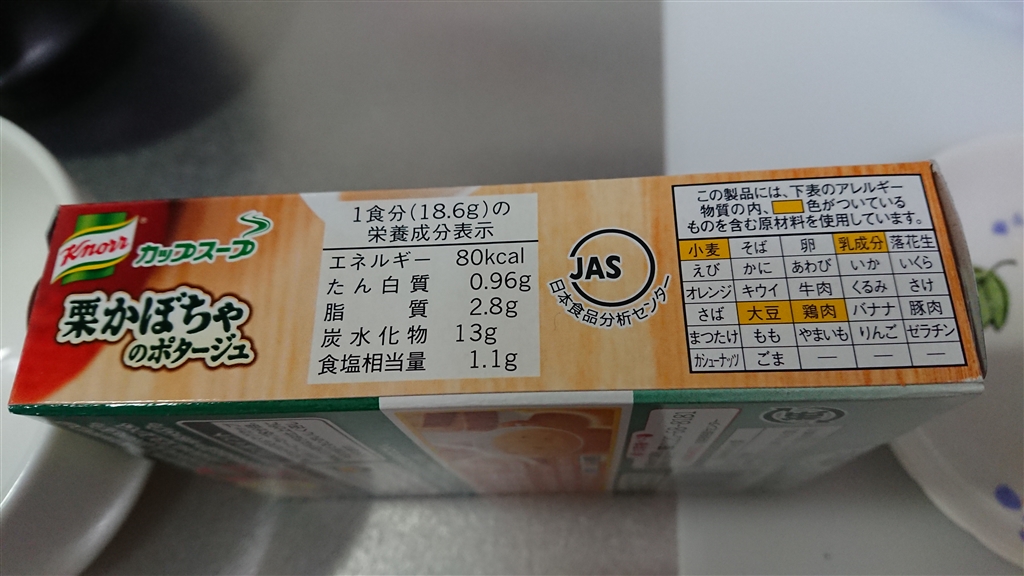 Knorr
カップスープ
栗かぼちゃ
のポタージュ
1食分(18.6g)の
栄養成分表示
エネルギー 80kcal
たん白質 0.96g
脂質 2.8g
炭水化物 13g
食塩相当量 1.1g
JAS
日本食品分析センター
この製品には、下表のアレルギー
物質の内、 色がついている
ものを含む原材料を使用しています。
小麦 そば 卵 乳成分 落花生
えび かに あわび いか いくら
オレンジ キウイ 牛肉 くるみ さけ
さば 大豆 鶏肉 バナナ 豚肉
まつたけ もも やまいも りんご ゼラチン
カシューナッツ ごま — — —